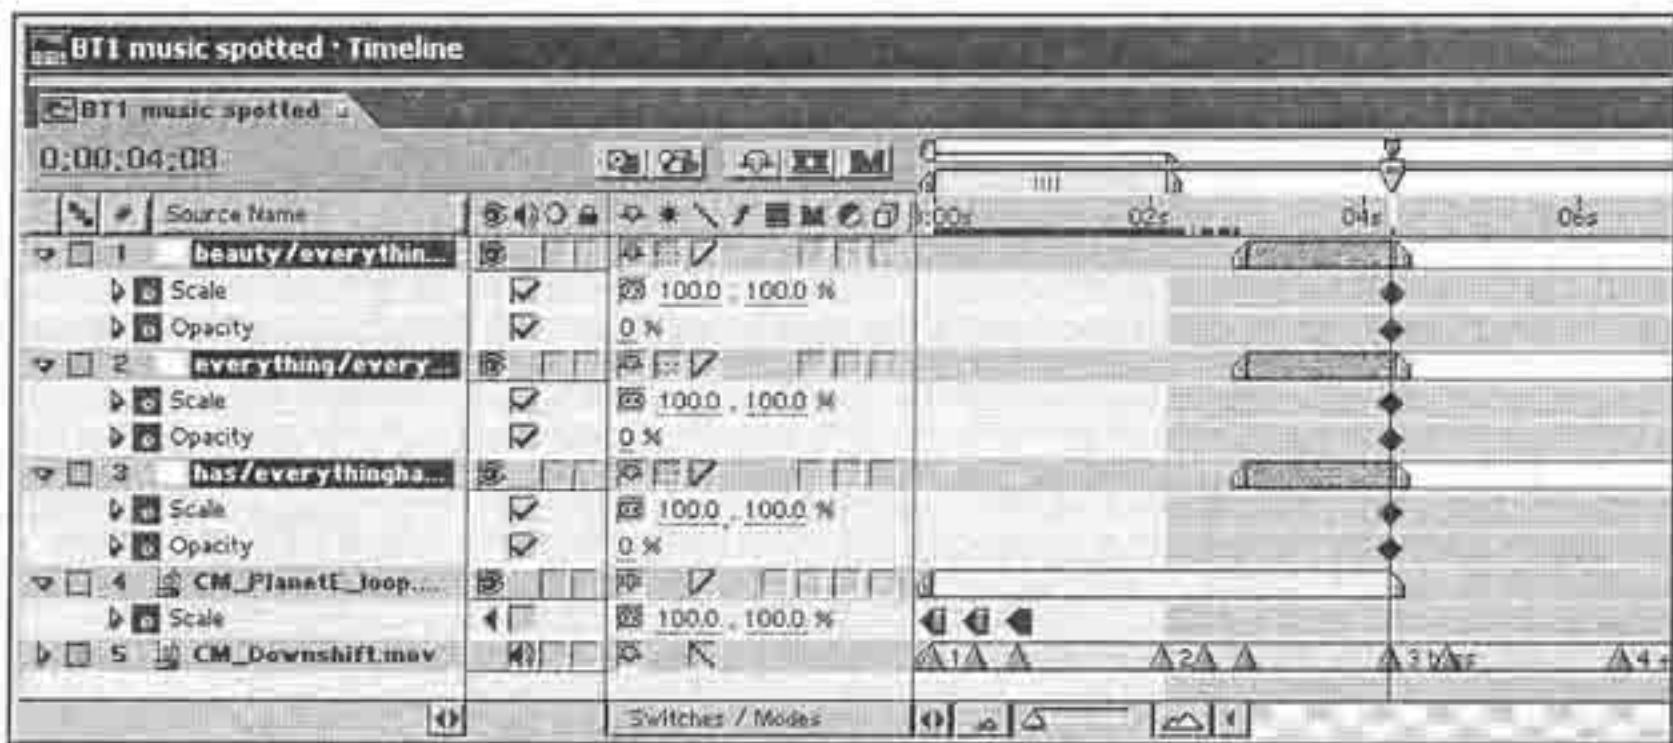 BT1 music spotted • Timeline
BT1 music spotted
0;00;04;08
# Source Name
:00s 02s 04s 06s
1 beauty/everythin...
Scale 100.0 , 100.0 %
Opacity 0 %
2 everything/every...
Scale 100.0 , 100.0 %
Opacity 0 %
3 has/everythingha...
Scale 100.0 , 100.0 %
Opacity 0 %
4 CM_PlanetE_loop....
Scale 100.0 , 100.0 %
5 CM_Downshift.mov 1 2 3 4
Switches / Modes